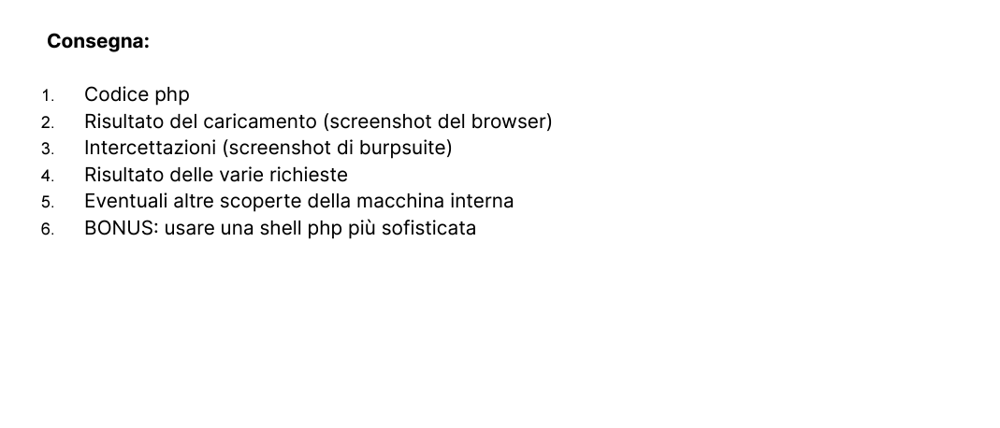 Consegna:
1. Codice php
2. Risultato del caricamento (screenshot del browser)
3. Intercettazioni (screenshot di burpsuite)
4. Risultato delle varie richieste
5. Eventuali altre scoperte della macchina interna
6. BONUS: usare una shell php più sofisticata